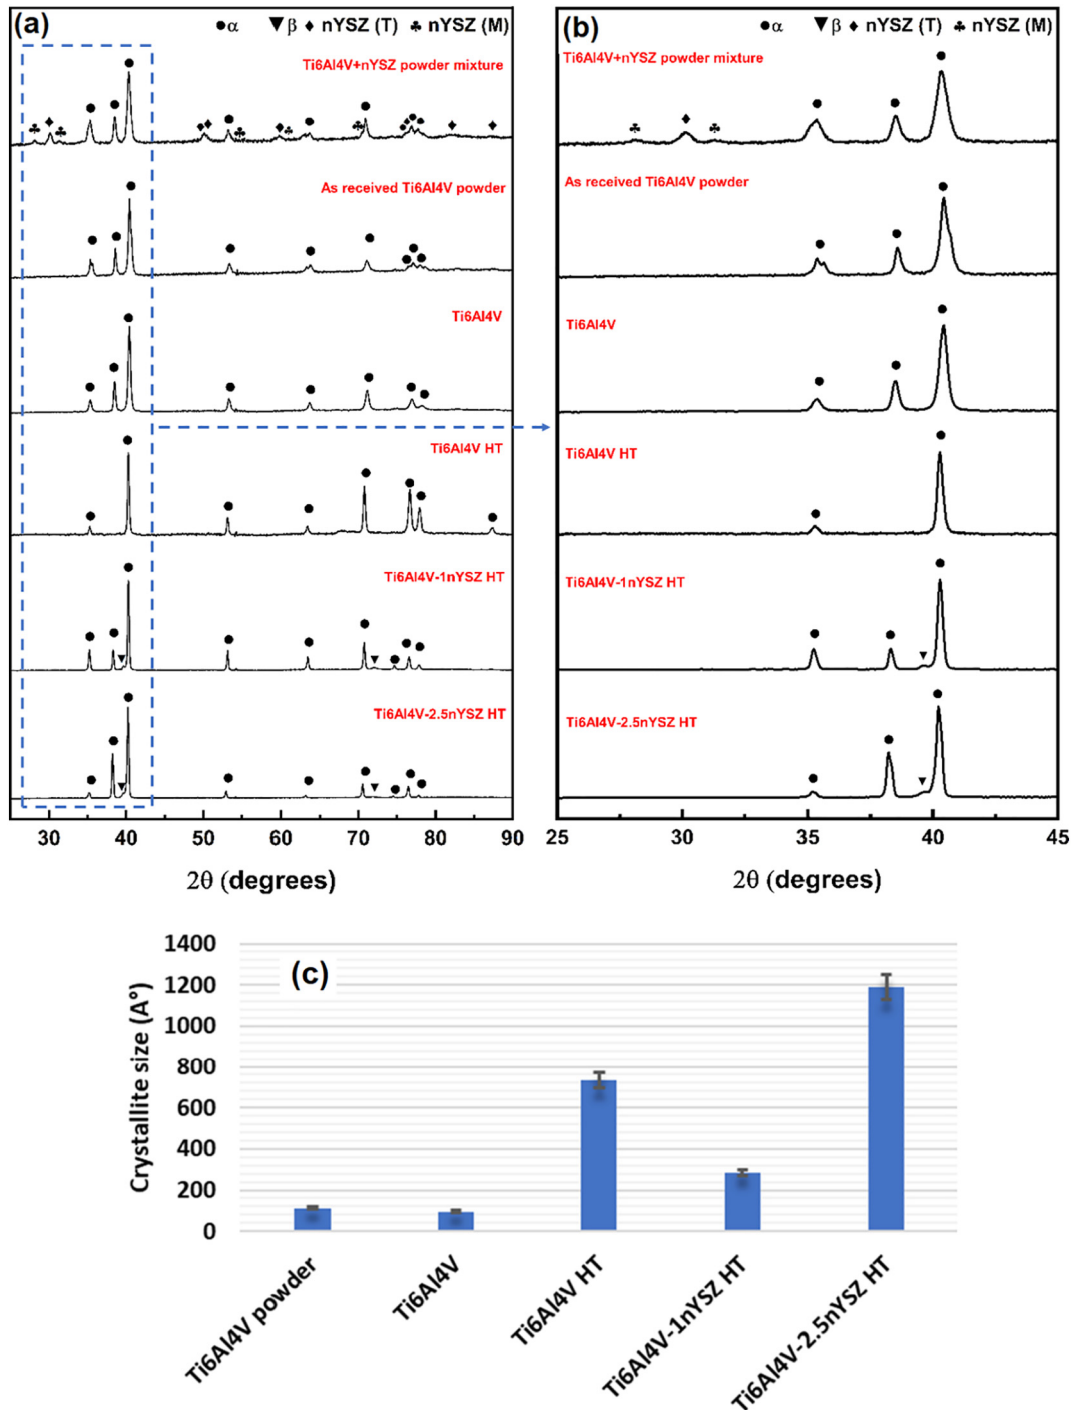 (a)
● α ▼ β ♦ nYSZ (T) ♣ nYSZ (M)
Ti6Al4V+nYSZ powder mixture
As received Ti6Al4V powder
Ti6Al4V
Ti6Al4V HT
Ti6Al4V-1nYSZ HT
Ti6Al4V-2.5nYSZ HT
30 40 50 60 70 80 90
2θ (degrees)
(b)
● α ▼ β ♦ nYSZ (T) ♣ nYSZ (M)
Ti6Al4V+nYSZ powder mixture
As received Ti6Al4V powder
Ti6Al4V
Ti6Al4V HT
Ti6Al4V-1nYSZ HT
Ti6Al4V-2.5nYSZ HT
25 30 35 40 45
2θ (degrees)
(c)
Crystallite size (A°)
1400
1200
1000
800
600
400
200
0
Ti6Al4V powder
Ti6Al4V
Ti6Al4V HT
Ti6Al4V-1nYSZ HT
Ti6Al4V-2.5nYSZ HT